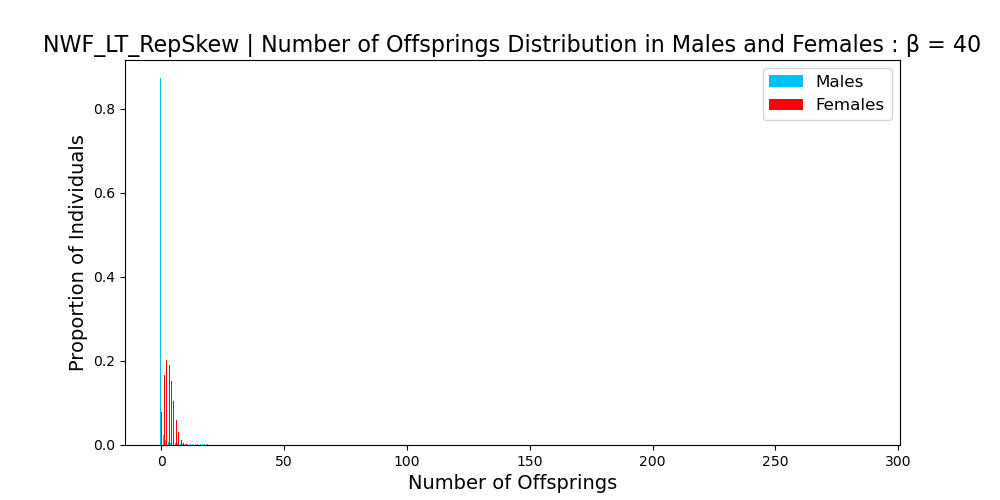 NWF_LT_RepSkew | Number of Offsprings Distribution in Males and Females : β = 40
Males
Females
Proportion of Individuals
0.8
0.6
0.4
0.2
0.0
0 50 100 150 200 250 300
Number of Offsprings